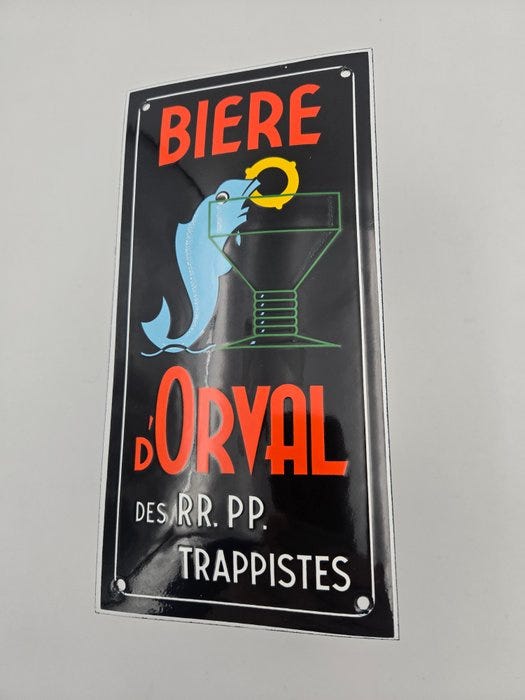 BIERE
D'ORVAL
DES RR. PP.
TRAPPISTES